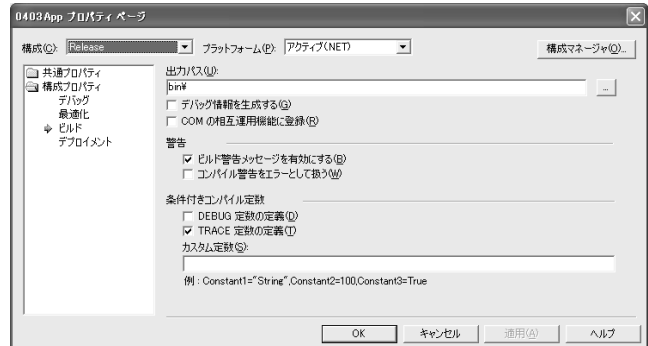 0403App プロパティ ページ
構成(C): Release プラットフォーム(P): アクティブ(.NET) 構成マネージャ(O)...
共通プロパティ
構成プロパティ
デバッグ
最適化
ビルド
デプロイメント
出力パス(U):
bin¥
...
デバッグ情報を生成する(G)
COM の相互運用機能に登録(R)
警告
ビルド警告メッセージを有効にする(B)
コンパイル警告をエラーとして扱う(W)
条件付きコンパイル定数
DEBUG 定数の定義(D)
TRACE 定数の定義(T)
カスタム定数(S):
例 : Constant1="String",Constant2=100,Constant3=True
OK キャンセル 適用(A) ヘルプ